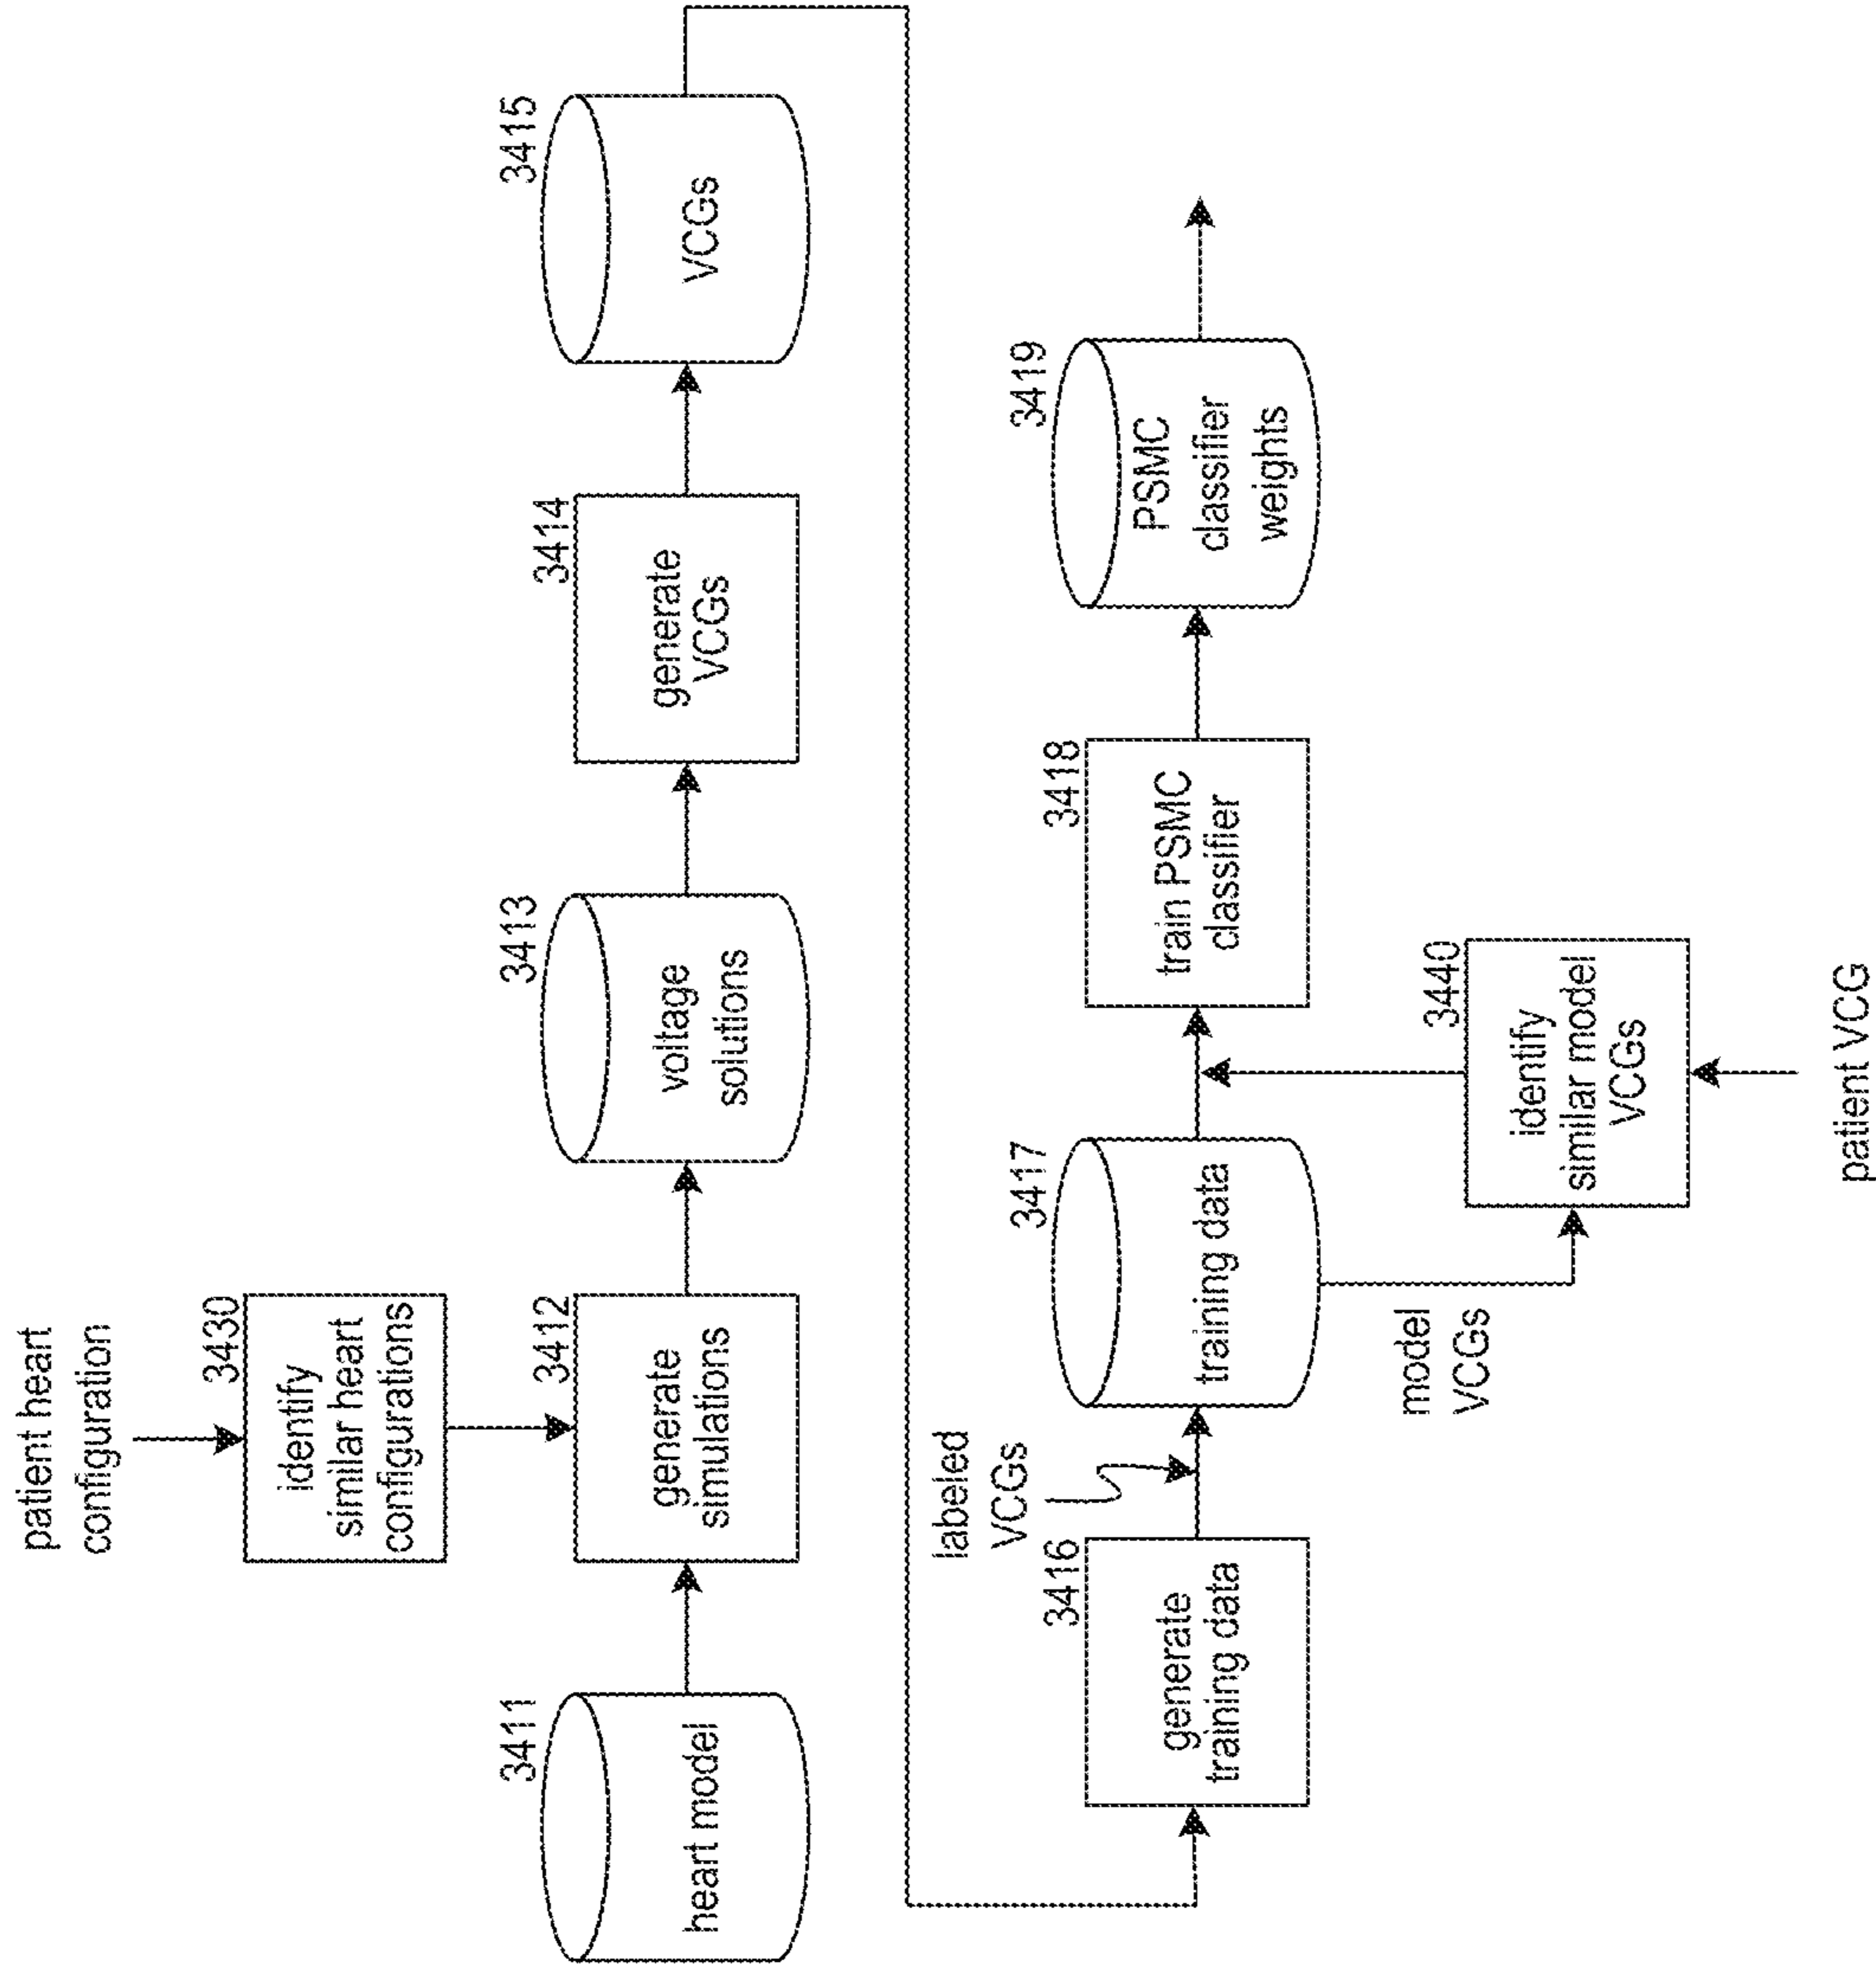 patient heart
configuration
3430
identify
similar heart
configurations
3411
heart model
3412
generate
simulations
3413
voltage
solutions
3414
generate
VCGs
3415
VCGs
3416
generate
training data
labeled
VCGs
3417
training data
model
VCGs
3418
train PSMC
classifier
3419
PSMC
classifier
weights
3440
identify
similar model
VCGs
patient VCG